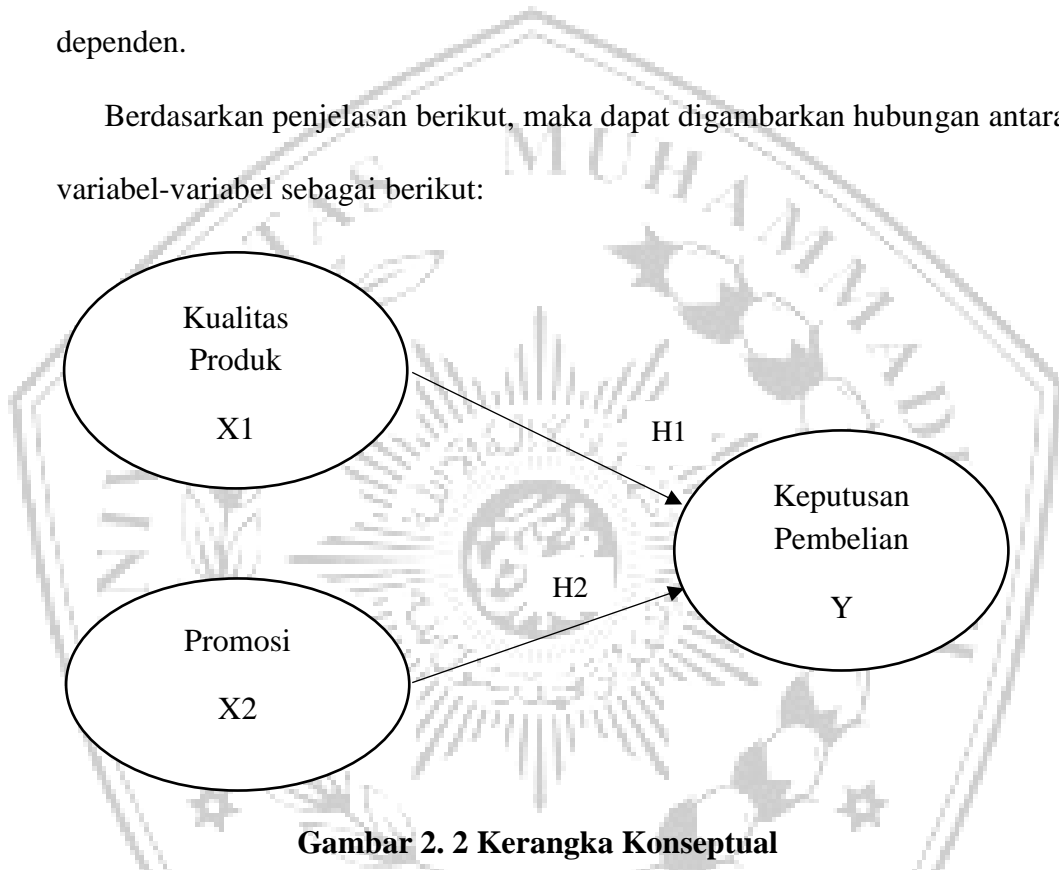 dependen.
Berdasarkan penjelasan berikut, maka dapat digambarkan hubungan antara
variabel-variabel sebagai berikut:
Kualitas
Produk
X1
H1
Keputusan
Pembelian
Y
H2
Promosi
X2
Gambar 2. 2 Kerangka Konseptual